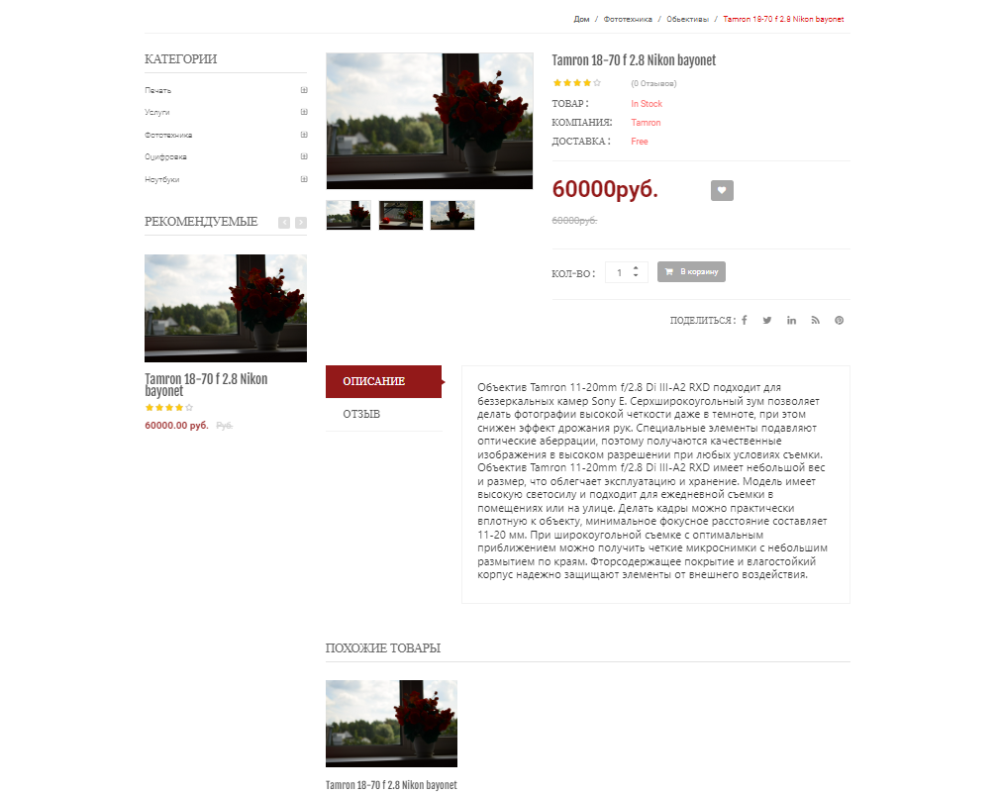 Дом / Фототехника / Объективы / Tamron 18-70 f 2.8 Nikon bayonet
КАТЕГОРИИ
Печать
Услуги
Фототехника
Оцифровка
Ноутбуки
РЕКОМЕНДУЕМЫЕ
Tamron 18-70 f 2.8 Nikon
bayonet
60000.00 руб. Руб.
Tamron 18-70 f 2.8 Nikon bayonet
(0 Отзывов)
ТОВАР : In Stock
КОМПАНИЯ: Tamron
ДОСТАВКА : Free
60000руб.
60000руб.
КОЛ-ВО : 1 В корзину
ПОДЕЛИТЬСЯ :
ОПИСАНИЕ
ОТЗЫВ
Объектив Tamron 11-20mm f/2.8 Di III-A2 RXD подходит для
беззеркальных камер Sony E. Серхширокоугольный зум позволяет
делать фотографии высокой четкости даже в темноте, при этом
снижен эффект дрожания рук. Специальные элементы подавляют
оптические аберрации, поэтому получаются качественные
изображения в высоком разрешении при любых условиях съемки.
Объектив Tamron 11-20mm f/2.8 Di III-A2 RXD имеет небольшой вес
и размер, что облегчает эксплуатацию и хранение. Модель имеет
высокую светосилу и подходит для ежедневной съемки в
помещениях или на улице. Делать кадры можно практически
вплотную к объекту, минимальное фокусное расстояние составляет
11-20 мм. При широкоугольной съемке с оптимальным
приближением можно получить четкие микроснимки с небольшим
размытием по краям. Фторсодержащее покрытие и влагостойкий
корпус надежно защищают элементы от внешнего воздействия.
ПОХОЖИЕ ТОВАРЫ
Tamron 18-70 f 2.8 Nikon bayonet